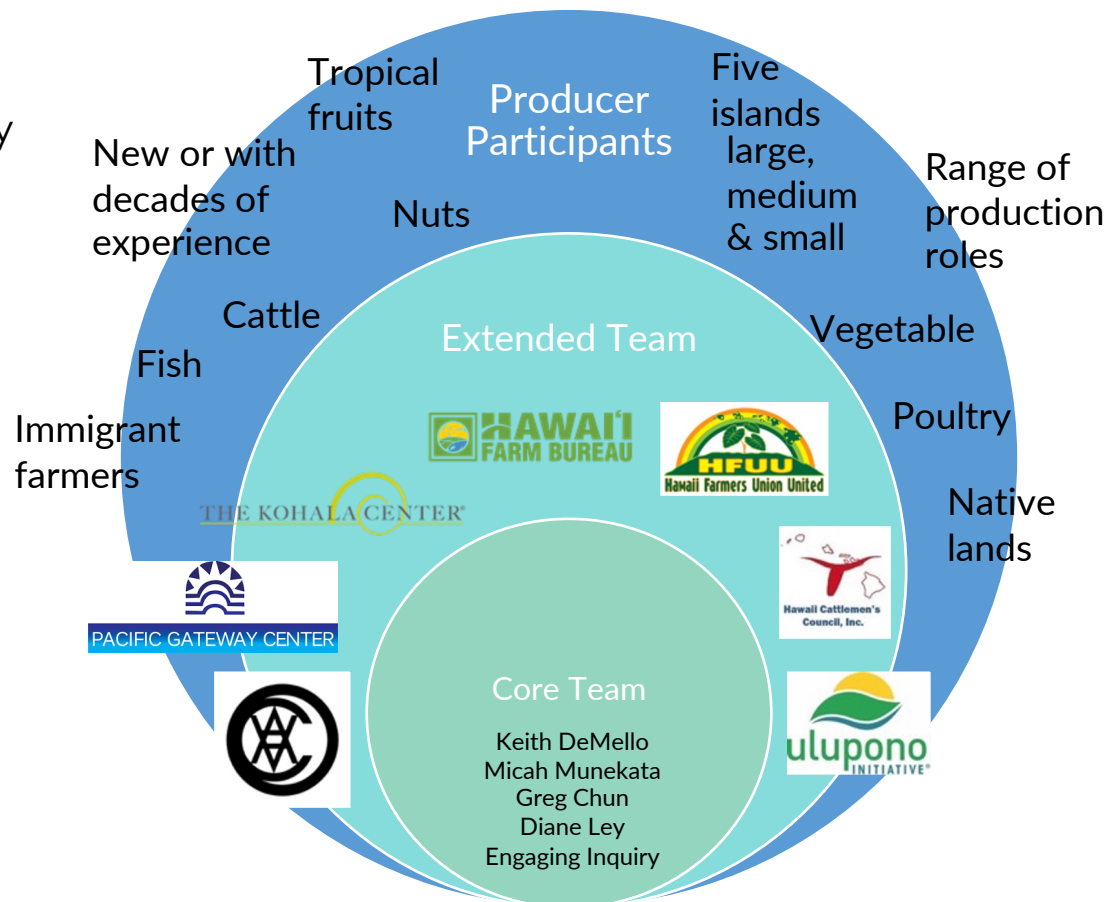 y
Tropical
fruits
Producer
Participants
Five
islands
large,
medium
& small
New or with
decades of
experience
Range of
production
roles
Nuts
Cattle
Fish
Extended Team
Vegetable
Immigrant
farmers
Poultry
HAWAI‘I
FARM BUREAU
HFUU
Hawaii Farmers Union United
THE KOHALA CENTER®
Native
lands
PACIFIC GATEWAY CENTER
Hawaii Cattlemen's
Council, Inc.
Core Team
Keith DeMello
Micah Munekata
Greg Chun
Diane Ley
Engaging Inquiry
ulupono
INITIATIVE®